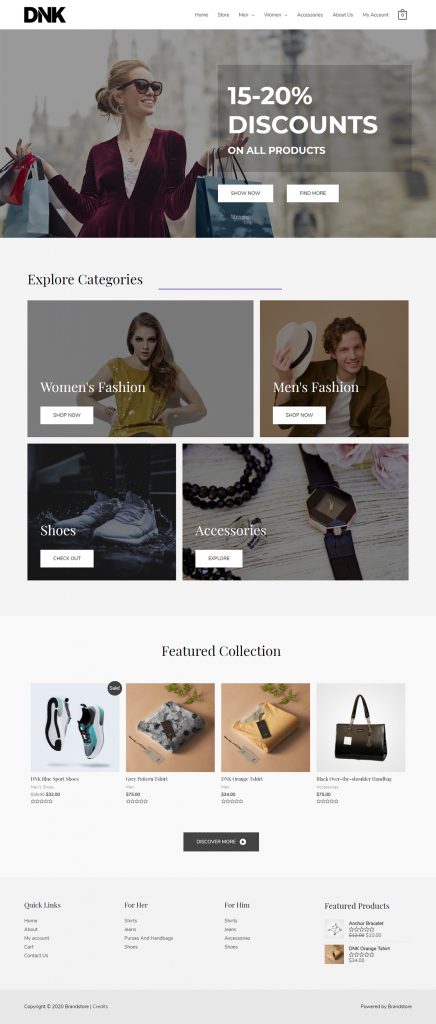 DNK
Home Store Men Women Accessories About Us My Account 0
15-20%
DISCOUNTS
ON ALL PRODUCTS
SHOW NOW FIND MORE
Explore Categories
Women's Fashion
SHOP NOW
Men's Fashion
SHOP NOW
Shoes
CHECK OUT
Accessories
EXPLORE
Featured Collection
Sale!
DNK Blue Sport Shoes
Men's Shoes
$32.00
Grey Pattern Tshirt
Men
$75.00
DNK Orange Tshirt
Men
$34.00
Black Over-the-shoulder Handbag
Accessories
$75.00
DISCOVER MORE
Quick Links
Home
About
My account
Cart
Contact Us
For Her
Shirts
Jeans
Purses And Handbags
Shoes
For Him
Shirts
Jeans
Accessories
Shoes
Featured Products
Anchor Bracelet
$12.00 $10.00
DNK Orange Tshirt
$34.00
Copyright © 2020 Brandstore | Credits
Powered by Brandstore